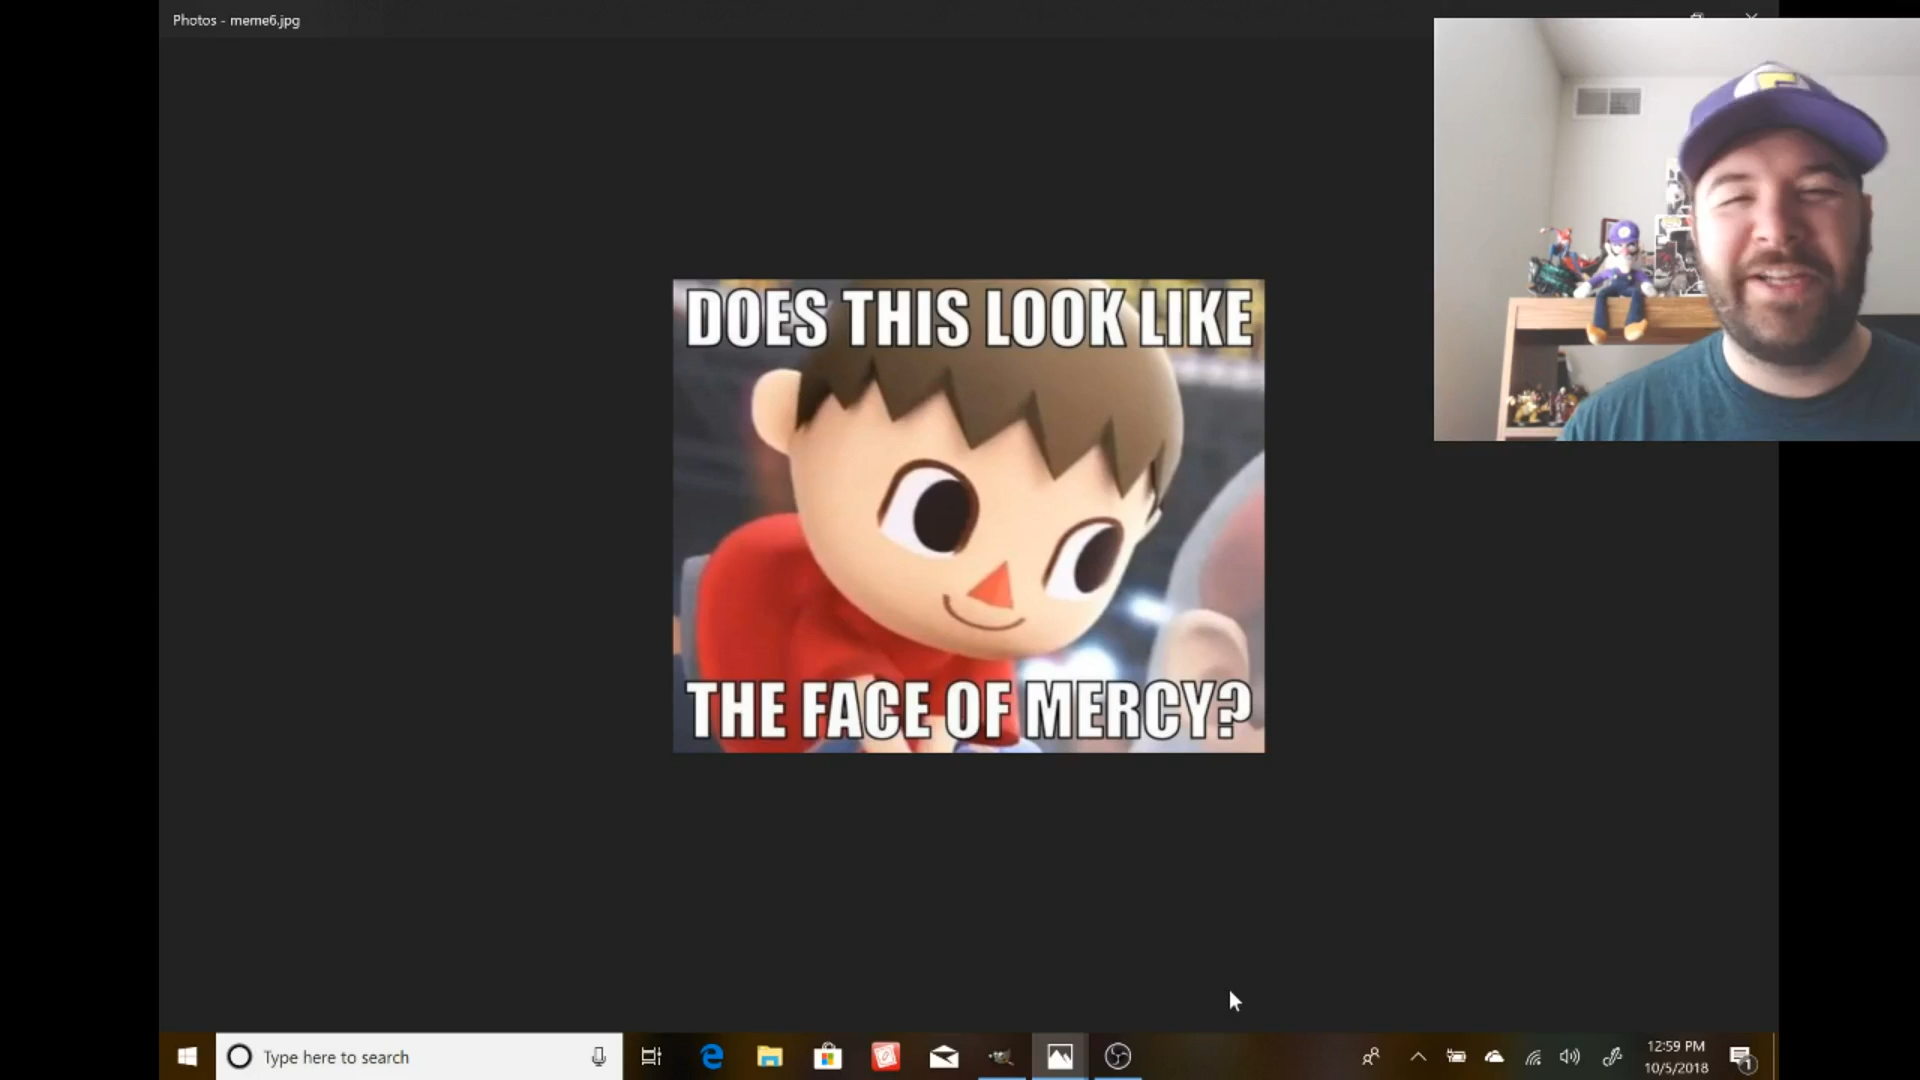 Photos - meme6.jpg
DOES THIS LOOK LIKE
THE FACE OF MERCY?
Type here to search
12:59 PM
10/5/2018
1